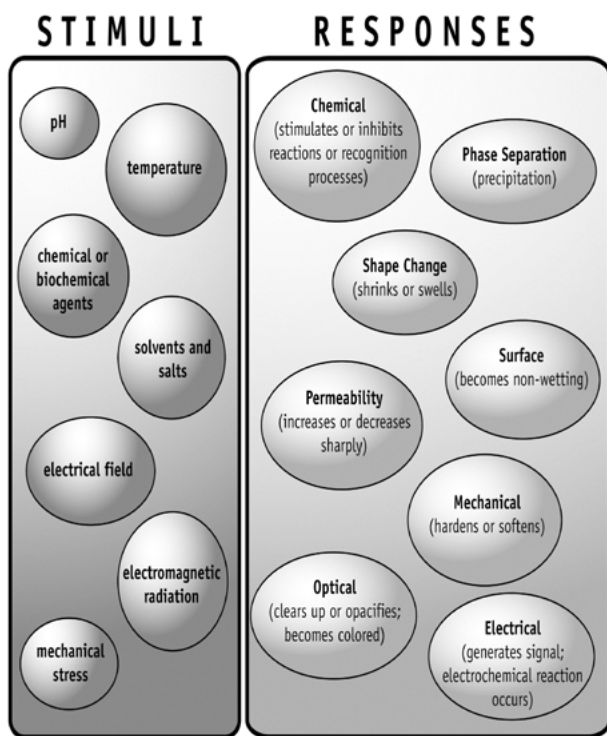 STIMULI
pH
temperature
chemical or
biochemical
agents
solvents and
salts
electrical field
electromagnetic
radiation
mechanical
stress
RESPONSES
Chemical
(stimulates or inhibits
reactions or recognition
processes)
Phase Separation
(precipitation)
Shape Change
(shrinks or swells)
Surface
(becomes non-wetting)
Permeability
(increases or decreases
sharply)
Mechanical
(hardens or softens)
Optical
(clears up or opacifies;
becomes colored)
Electrical
(generates signal;
electrochemical reaction
occurs)